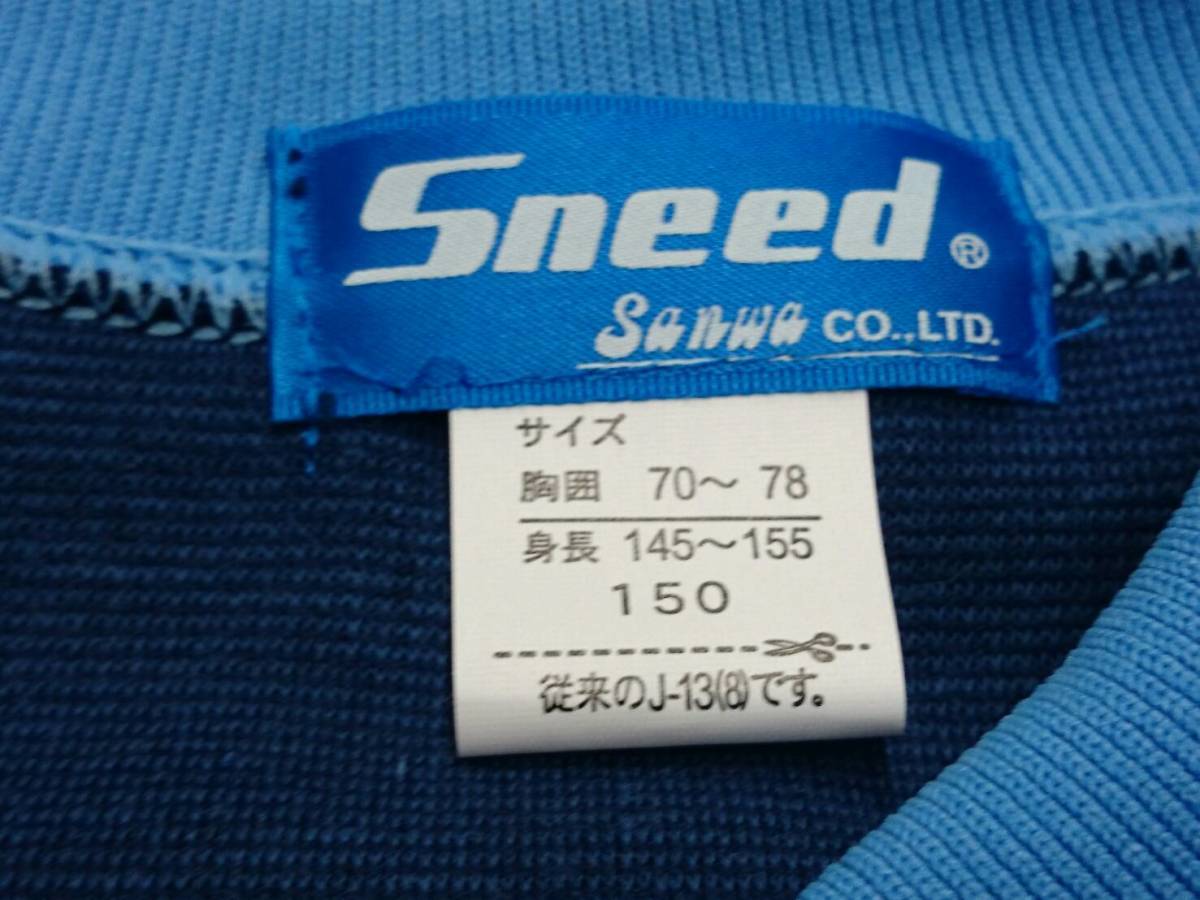 Sneed®
Sanwa CO.,LTD.
サイズ
胸囲 70～78
身長 145～155
150
従来のJ-13(8)です。